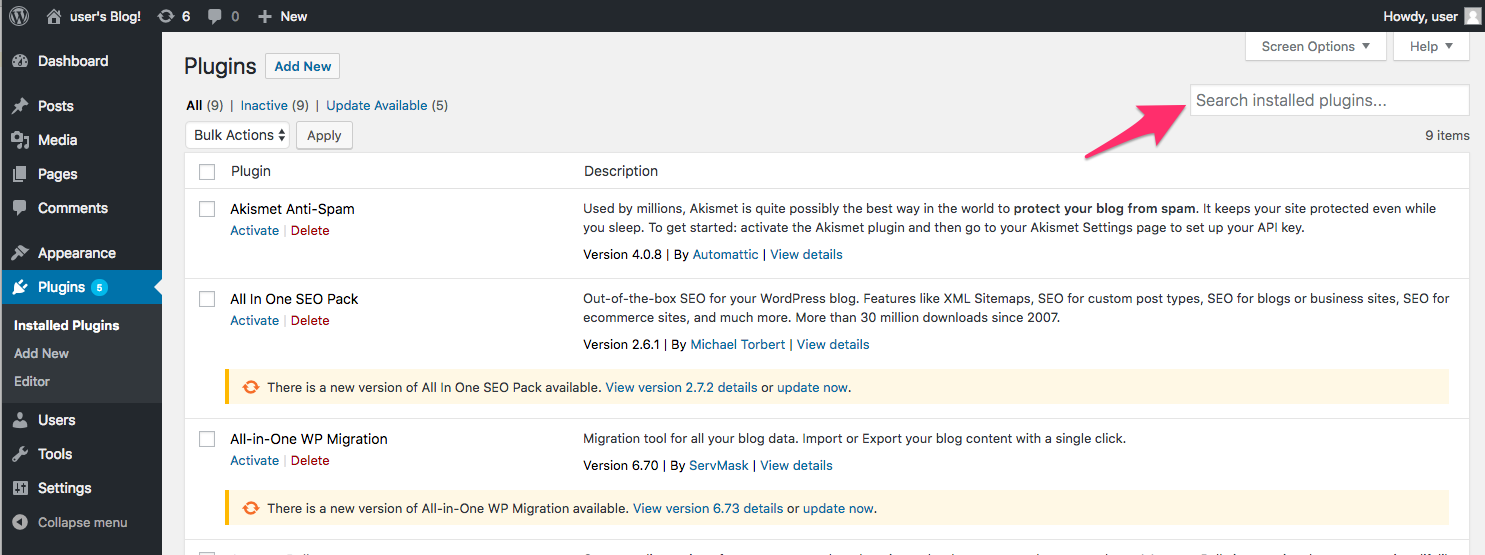 user's Blog! 6 0 New Howdy, user
Dashboard
Posts
Media
Pages
Comments
Appearance
Plugins 5
Installed Plugins
Add New
Editor
Users
Tools
Settings
Collapse menu
Screen Options Help
Plugins Add New
All (9) | Inactive (9) | Update Available (5)
Search installed plugins...
Bulk Actions Apply
9 items
Plugin Description
Akismet Anti-Spam
Activate | Delete
Used by millions, Akismet is quite possibly the best way in the world to protect your blog from spam. It keeps your site protected even while
you sleep. To get started: activate the Akismet plugin and then go to your Akismet Settings page to set up your API key.
Version 4.0.8 | By Automattic | View details
All In One SEO Pack
Activate | Delete
Out-of-the-box SEO for your WordPress blog. Features like XML Sitemaps, SEO for custom post types, SEO for blogs or business sites, SEO for
ecommerce sites, and much more. More than 30 million downloads since 2007.
Version 2.6.1 | By Michael Torbert | View details
There is a new version of All In One SEO Pack available. View version 2.7.2 details or update now.
All-in-One WP Migration
Activate | Delete
Migration tool for all your blog data. Import or Export your blog content with a single click.
Version 6.70 | By ServMask | View details
There is a new version of All-in-One WP Migration available. View version 6.73 details or update now.